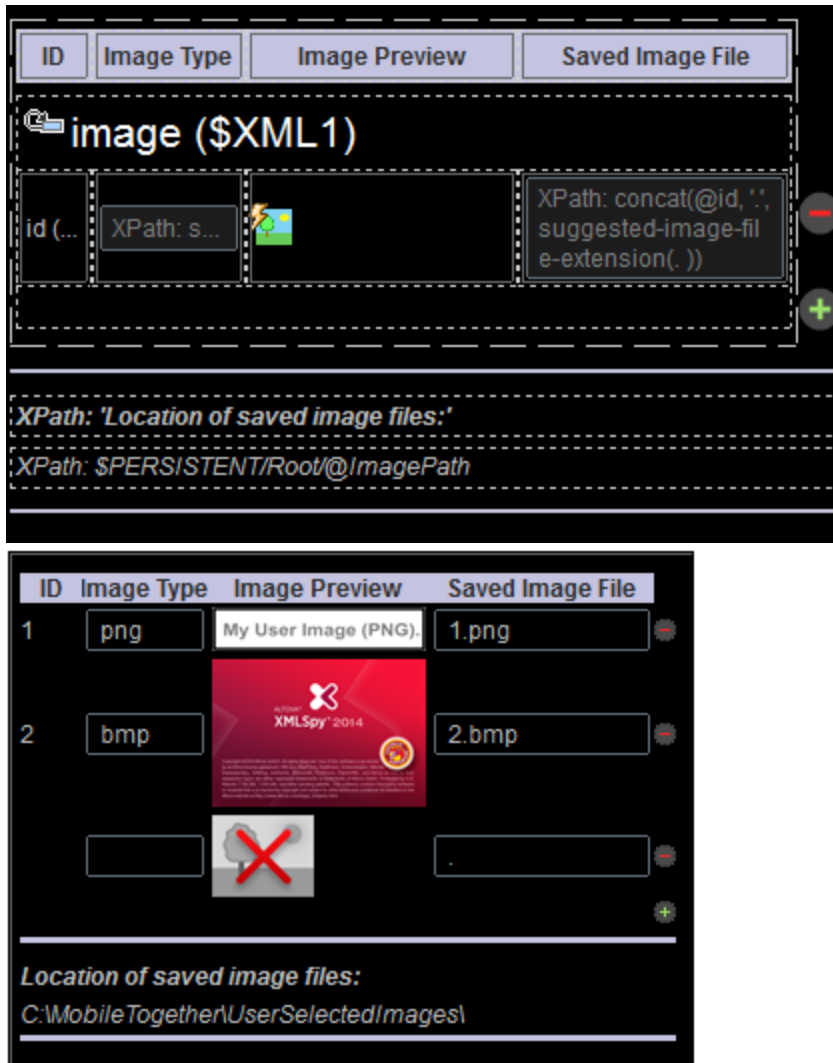 ID Image Type Image Preview Saved Image File
image ($XML1)
id (... XPath: s... XPath: concat(@id, '.',
suggested-image-fil
e-extension(. ))
XPath: 'Location of saved image files:'
XPath: $PERSISTENT/Root/@ImagePath
ID Image Type Image Preview Saved Image File
1 png My User Image (PNG). 1.png
ALTOVA®
XMLSpy® 2014
2 bmp 2.bmp
.
Location of saved image files:
C:\MobileTogether\UserSelectedImages\